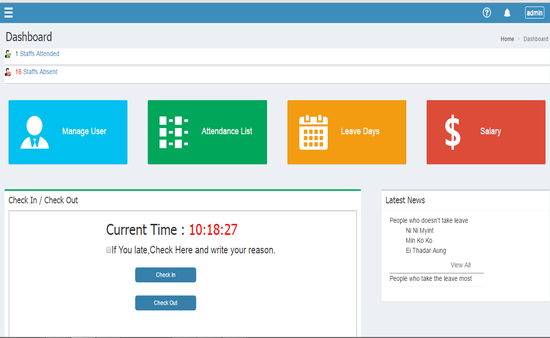 admin
Dashboard
Home > Dashboard
1 Staffs Attended
16 Staffs Absent
Manage User
Attendance List
Leave Days
$ Salary
Check In / Check Out
Current Time : 10:18:27
If You late,Check Here and write your reason.
Check In
Check Out
Latest News
People who doesn't take leave
Ni Ni Myint
Min Ko Ko
Ei Thadar Aung
View All
People who take the leave most